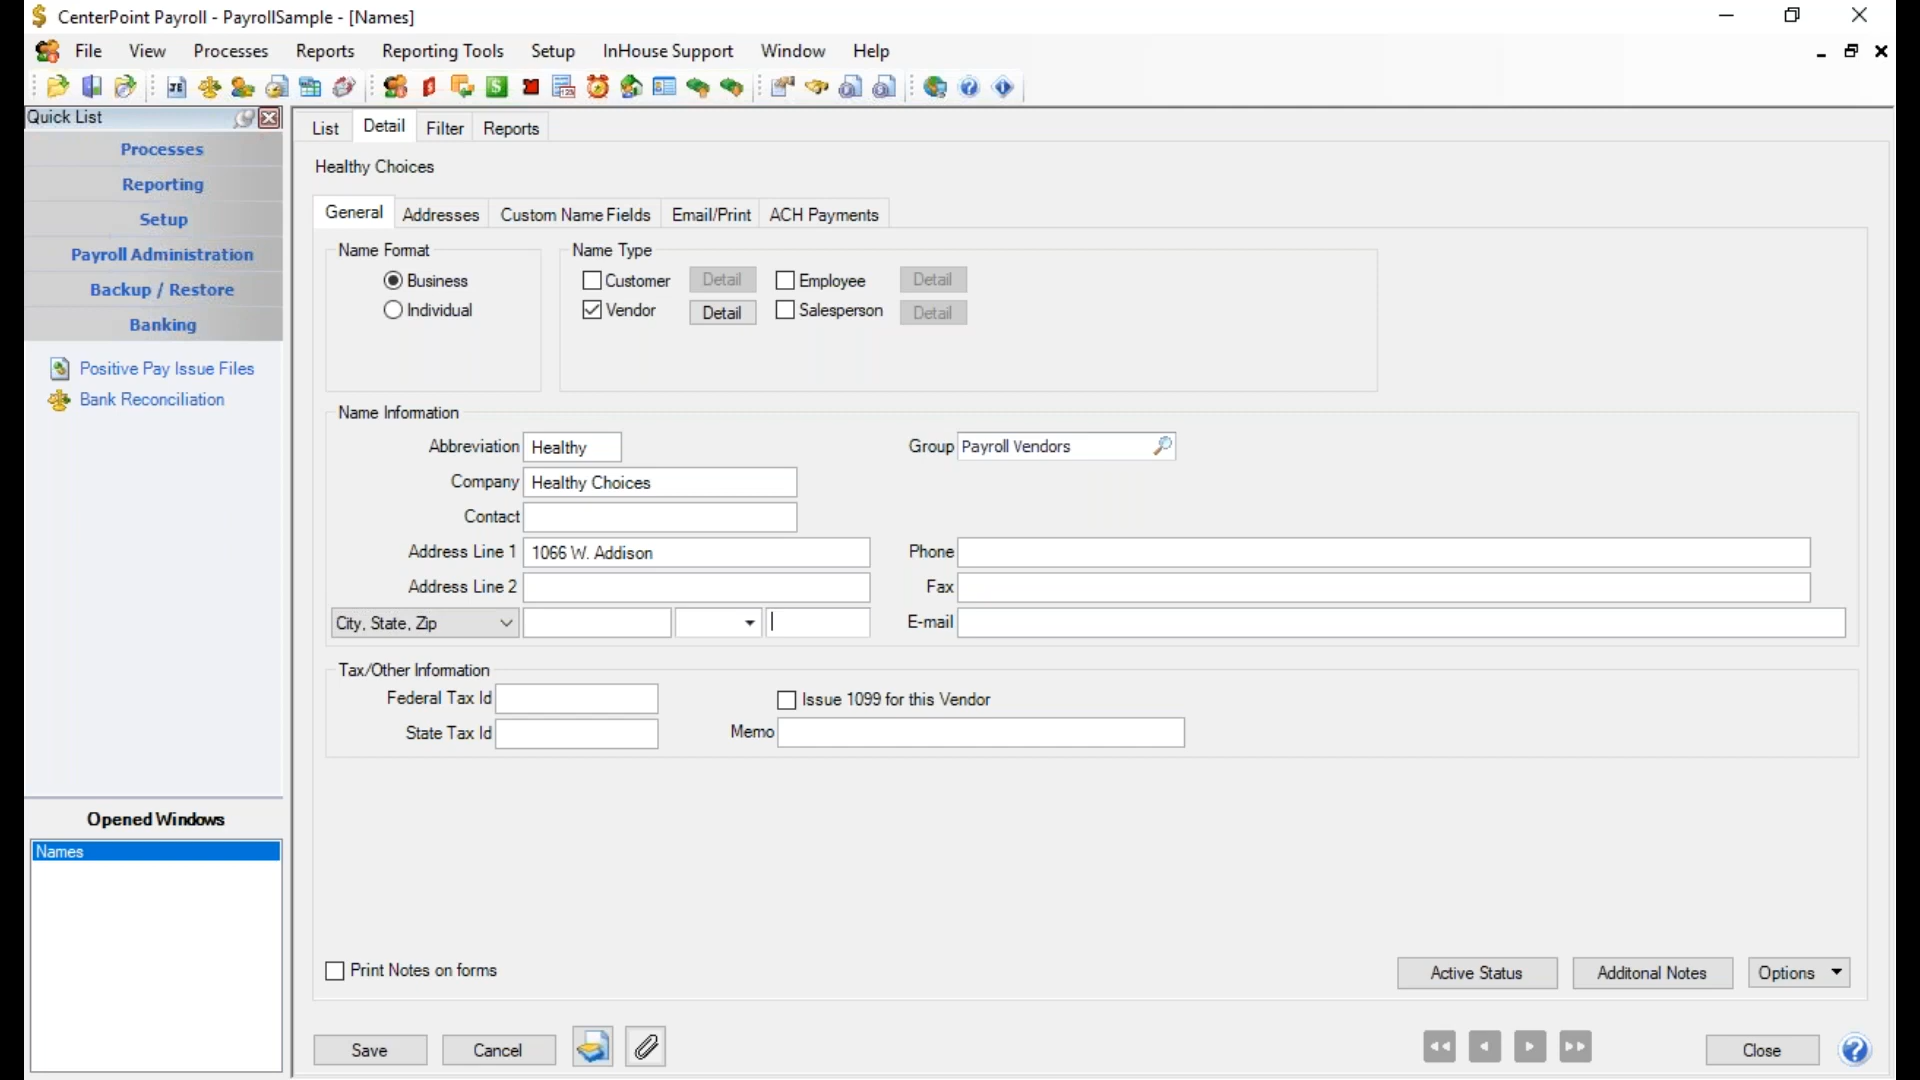 CenterPoint Payroll - PayrollSample - [Names]
File View Processes Reports Reporting Tools Setup InHouse Support Window Help
Quick List
Processes
Reporting
Setup
Payroll Administration
Backup / Restore
Banking
Positive Pay Issue Files
Bank Reconciliation
Opened Windows
Names
List Detail Filter Reports
Healthy Choices
General Addresses Custom Name Fields Email/Print ACH Payments
Name Format
Business
Individual
Name Type
Customer Detail Employee Detail
Vendor Detail Salesperson Detail
Name Information
Abbreviation Healthy Group Payroll Vendors
Company Healthy Choices
Contact
Address Line 1 1066 W. Addison Phone
Address Line 2 Fax
City, State, Zip E-mail
Tax/Other Information
Federal Tax Id Issue 1099 for this Vendor
State Tax Id Memo
Print Notes on forms Active Status Additonal Notes Options
Save Cancel Close